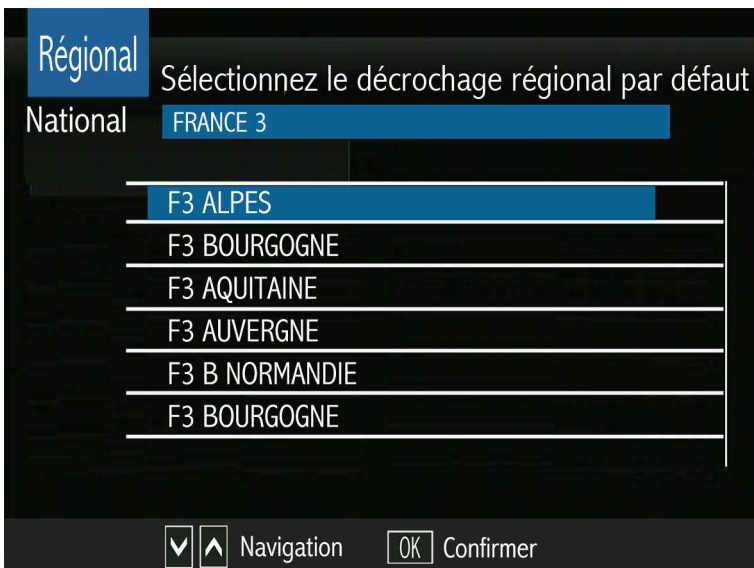 Régional
Sélectionnez le décrochage régional par défaut
National
FRANCE 3
F3 ALPES
F3 BOURGOGNE
F3 AQUITAINE
F3 AUVERGNE
F3 B NORMANDIE
F3 BOURGOGNE
Navigation OK Confirmer